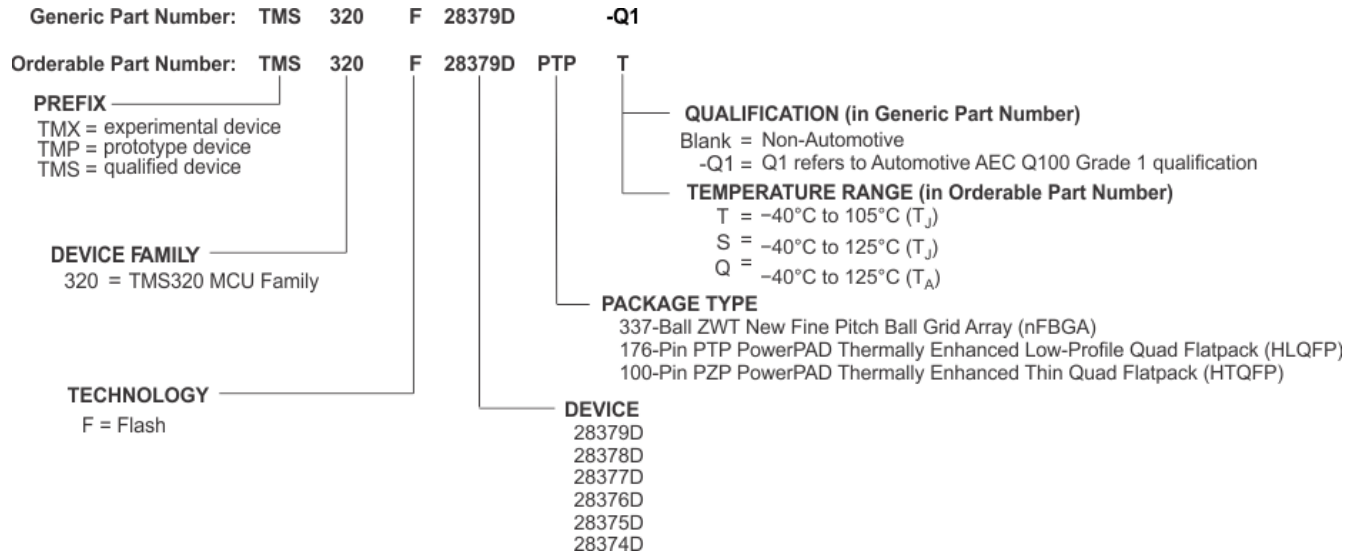 Generic Part Number: TMS 320 F 28379D -Q1
Orderable Part Number: TMS 320 F 28379D PTP T
PREFIX
TMX = experimental device
TMP = prototype device
TMS = qualified device
DEVICE FAMILY
320 = TMS320 MCU Family
TECHNOLOGY
F = Flash
QUALIFICATION (in Generic Part Number)
Blank = Non-Automotive
-Q1 = Q1 refers to Automotive AEC Q100 Grade 1 qualification
TEMPERATURE RANGE (in Orderable Part Number)
T = −40°C to 105°C (TJ)
S = −40°C to 125°C (TJ)
Q = −40°C to 125°C (TA)
PACKAGE TYPE
337-Ball ZWT New Fine Pitch Ball Grid Array (nFBGA)
176-Pin PTP PowerPAD Thermally Enhanced Low-Profile Quad Flatpack (HLQFP)
100-Pin PZP PowerPAD Thermally Enhanced Thin Quad Flatpack (HTQFP)
DEVICE
28379D
28378D
28377D
28376D
28375D
28374D